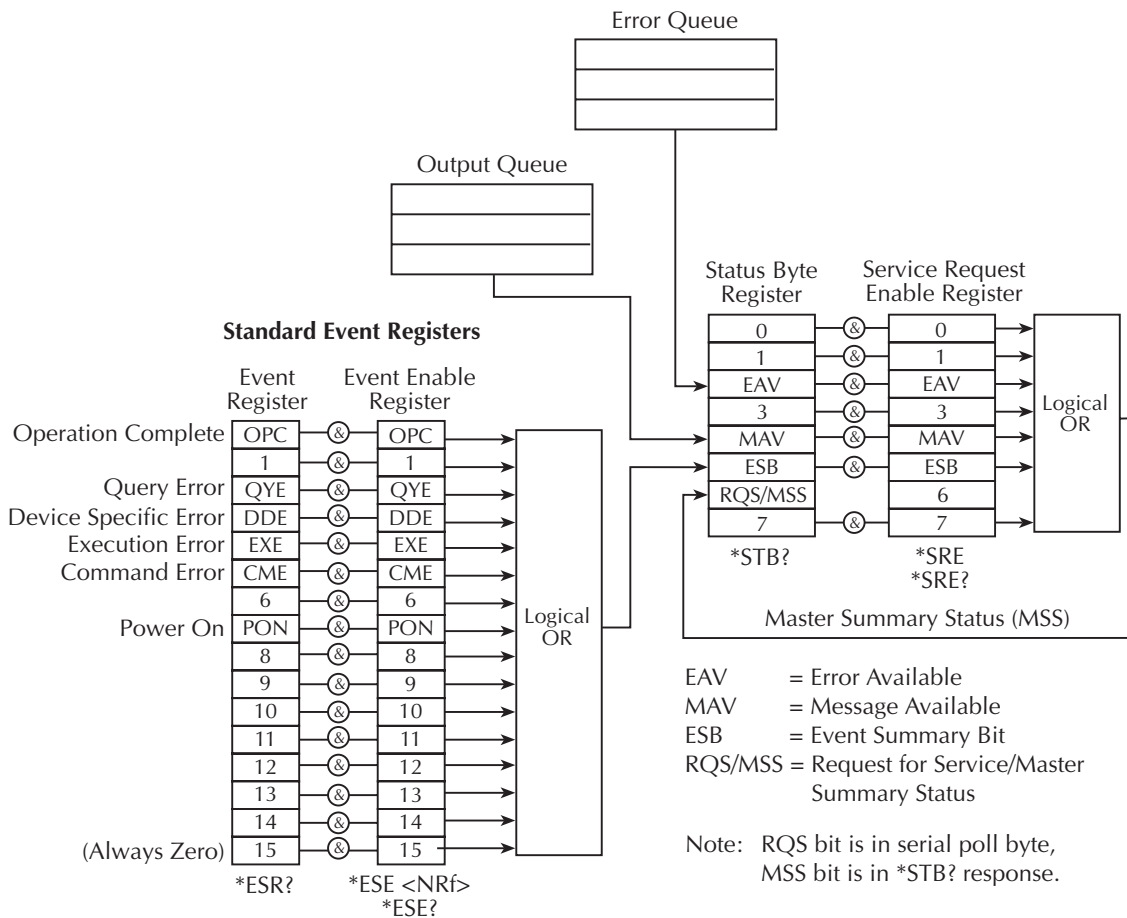 Error Queue
Output Queue
Status Byte
Register
Service Request
Enable Register
0 & 0
1 & 1
EAV & EAV
3 & 3
MAV & MAV
ESB & ESB
RQS/MSS 6
7 & 7
Logical
OR
*STB?
*SRE
*SRE?
Master Summary Status (MSS)
Standard Event Registers
Event
Register
Event Enable
Register
Operation Complete OPC & OPC
1 & 1
Query Error QYE & QYE
Device Specific Error DDE & DDE
Execution Error EXE & EXE
Command Error CME & CME
6 & 6
Power On PON & PON
8 & 8
9 & 9
10 & 10
11 & 11
12 & 12
13 & 13
14 & 14
(Always Zero) 15 & 15
Logical
OR
*ESR?
*ESE <NRf>
*ESE?
EAV = Error Available
MAV = Message Available
ESB = Event Summary Bit
RQS/MSS = Request for Service/Master
Summary Status
Note: RQS bit is in serial poll byte,
MSS bit is in *STB? response.